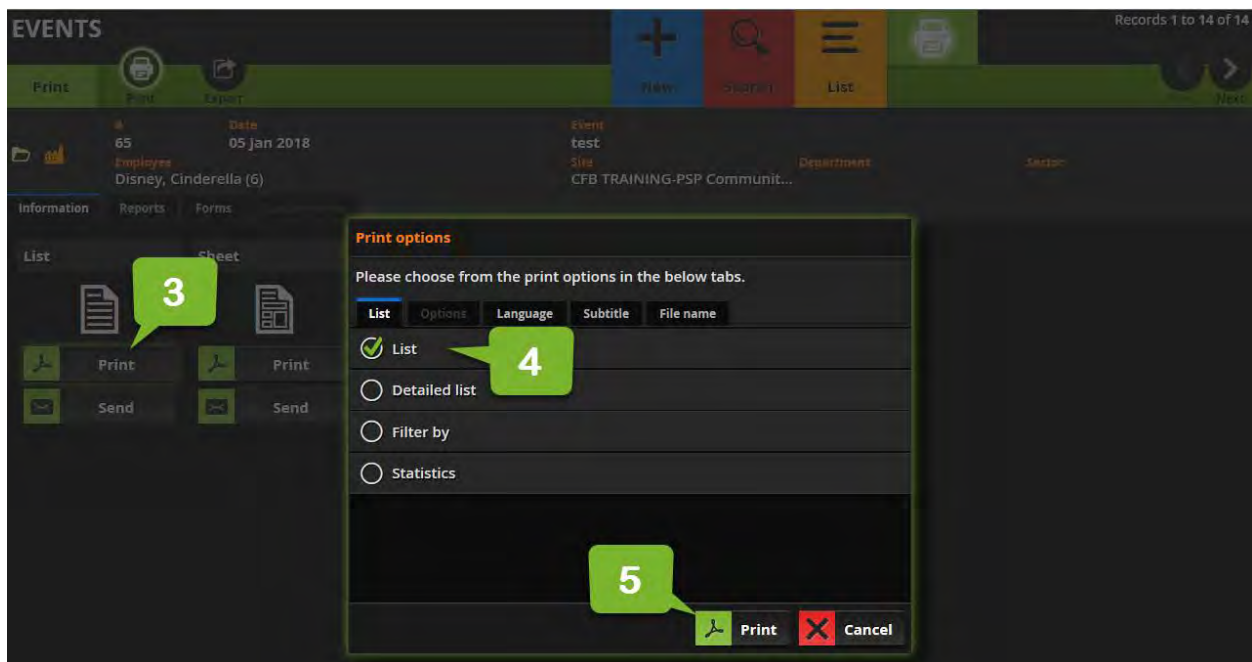 EVENTS
Records 1 to 14 of 14
Print
Print
Export
New
Search
List
Next
# Date Event
65 05 Jan 2018 test
Employee Site Department Sector
Disney, Cinderella (6) CFB TRAINING-PSP Communit...
Information Reports Forms
List Sheet
3
Print Print
Send Send
Print options
Please choose from the print options in the below tabs.
List Options Language Subtitle File name
List
4
Detailed list
Filter by
Statistics
5
Print Cancel